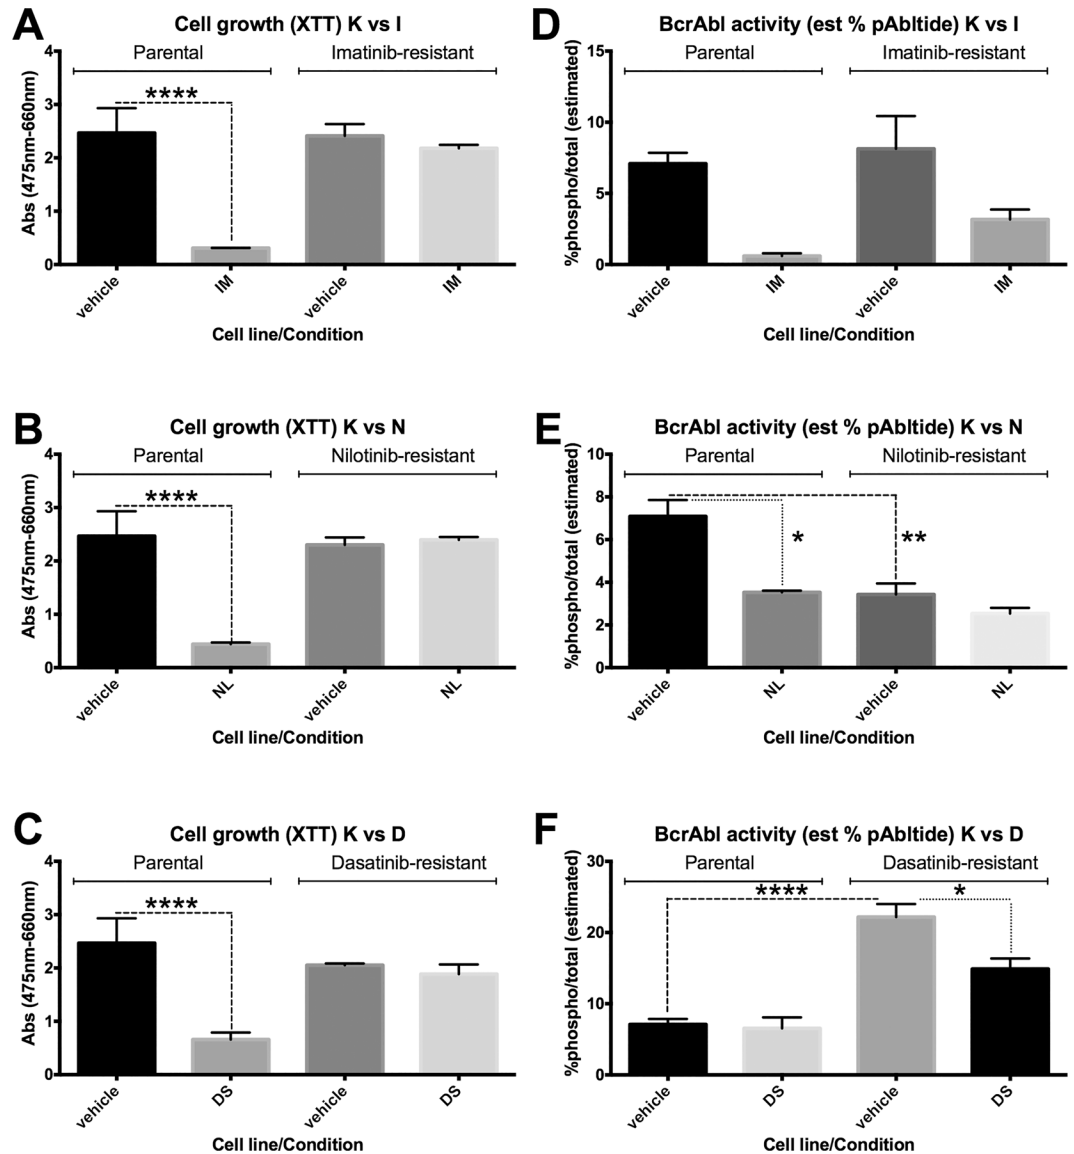 A
Cell growth (XTT) K vs I
Parental
Imatinib-resistant
****
4
3
2
1
0
Abs (475nm-660nm)
vehicle
IM
vehicle
IM
Cell line/Condition
D
BcrAbl activity (est % pAbltide) K vs I
Parental
Imatinib-resistant
15
10
5
0
%phospho/total (estimated)
vehicle
IM
vehicle
IM
Cell line/Condition
B
Cell growth (XTT) K vs N
Parental
Nilotinib-resistant
****
4
3
2
1
0
Abs (475nm-660nm)
vehicle
NL
vehicle
NL
Cell line/Condition
E
BcrAbl activity (est % pAbltide) K vs N
Parental
Nilotinib-resistant
*
**
10
8
6
4
2
0
%phospho/total (estimated)
vehicle
NL
vehicle
NL
Cell line/Condition
C
Cell growth (XTT) K vs D
Parental
Dasatinib-resistant
****
4
3
2
1
0
Abs (475nm-660nm)
vehicle
DS
vehicle
DS
Cell line/Condition
F
BcrAbl activity (est % pAbltide) K vs D
Parental
Dasatinib-resistant
****
*
30
20
10
0
%phospho/total (estimated)
vehicle
DS
vehicle
DS
Cell line/Condition